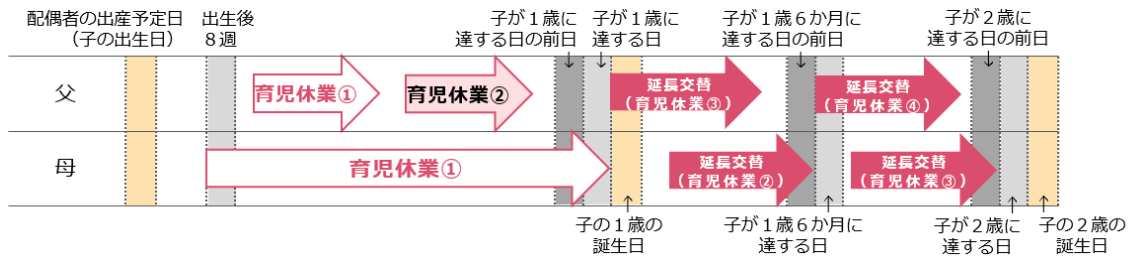 配偶者の出産予定日
（子の出生日）
出生後
８週
子が１歳に
達する日の前日
子が１歳に
達する日
子が１歳６か月に
達する日の前日
子が２歳に
達する日の前日
父
育児休業①
育児休業②
延長交替
（育児休業③）
延長交替
（育児休業④）
母
育児休業①
延長交替
（育児休業②）
延長交替
（育児休業③）
子の１歳の
誕生日
子が１歳６か月に
達する日
子が２歳に
達する日
子の２歳の
誕生日